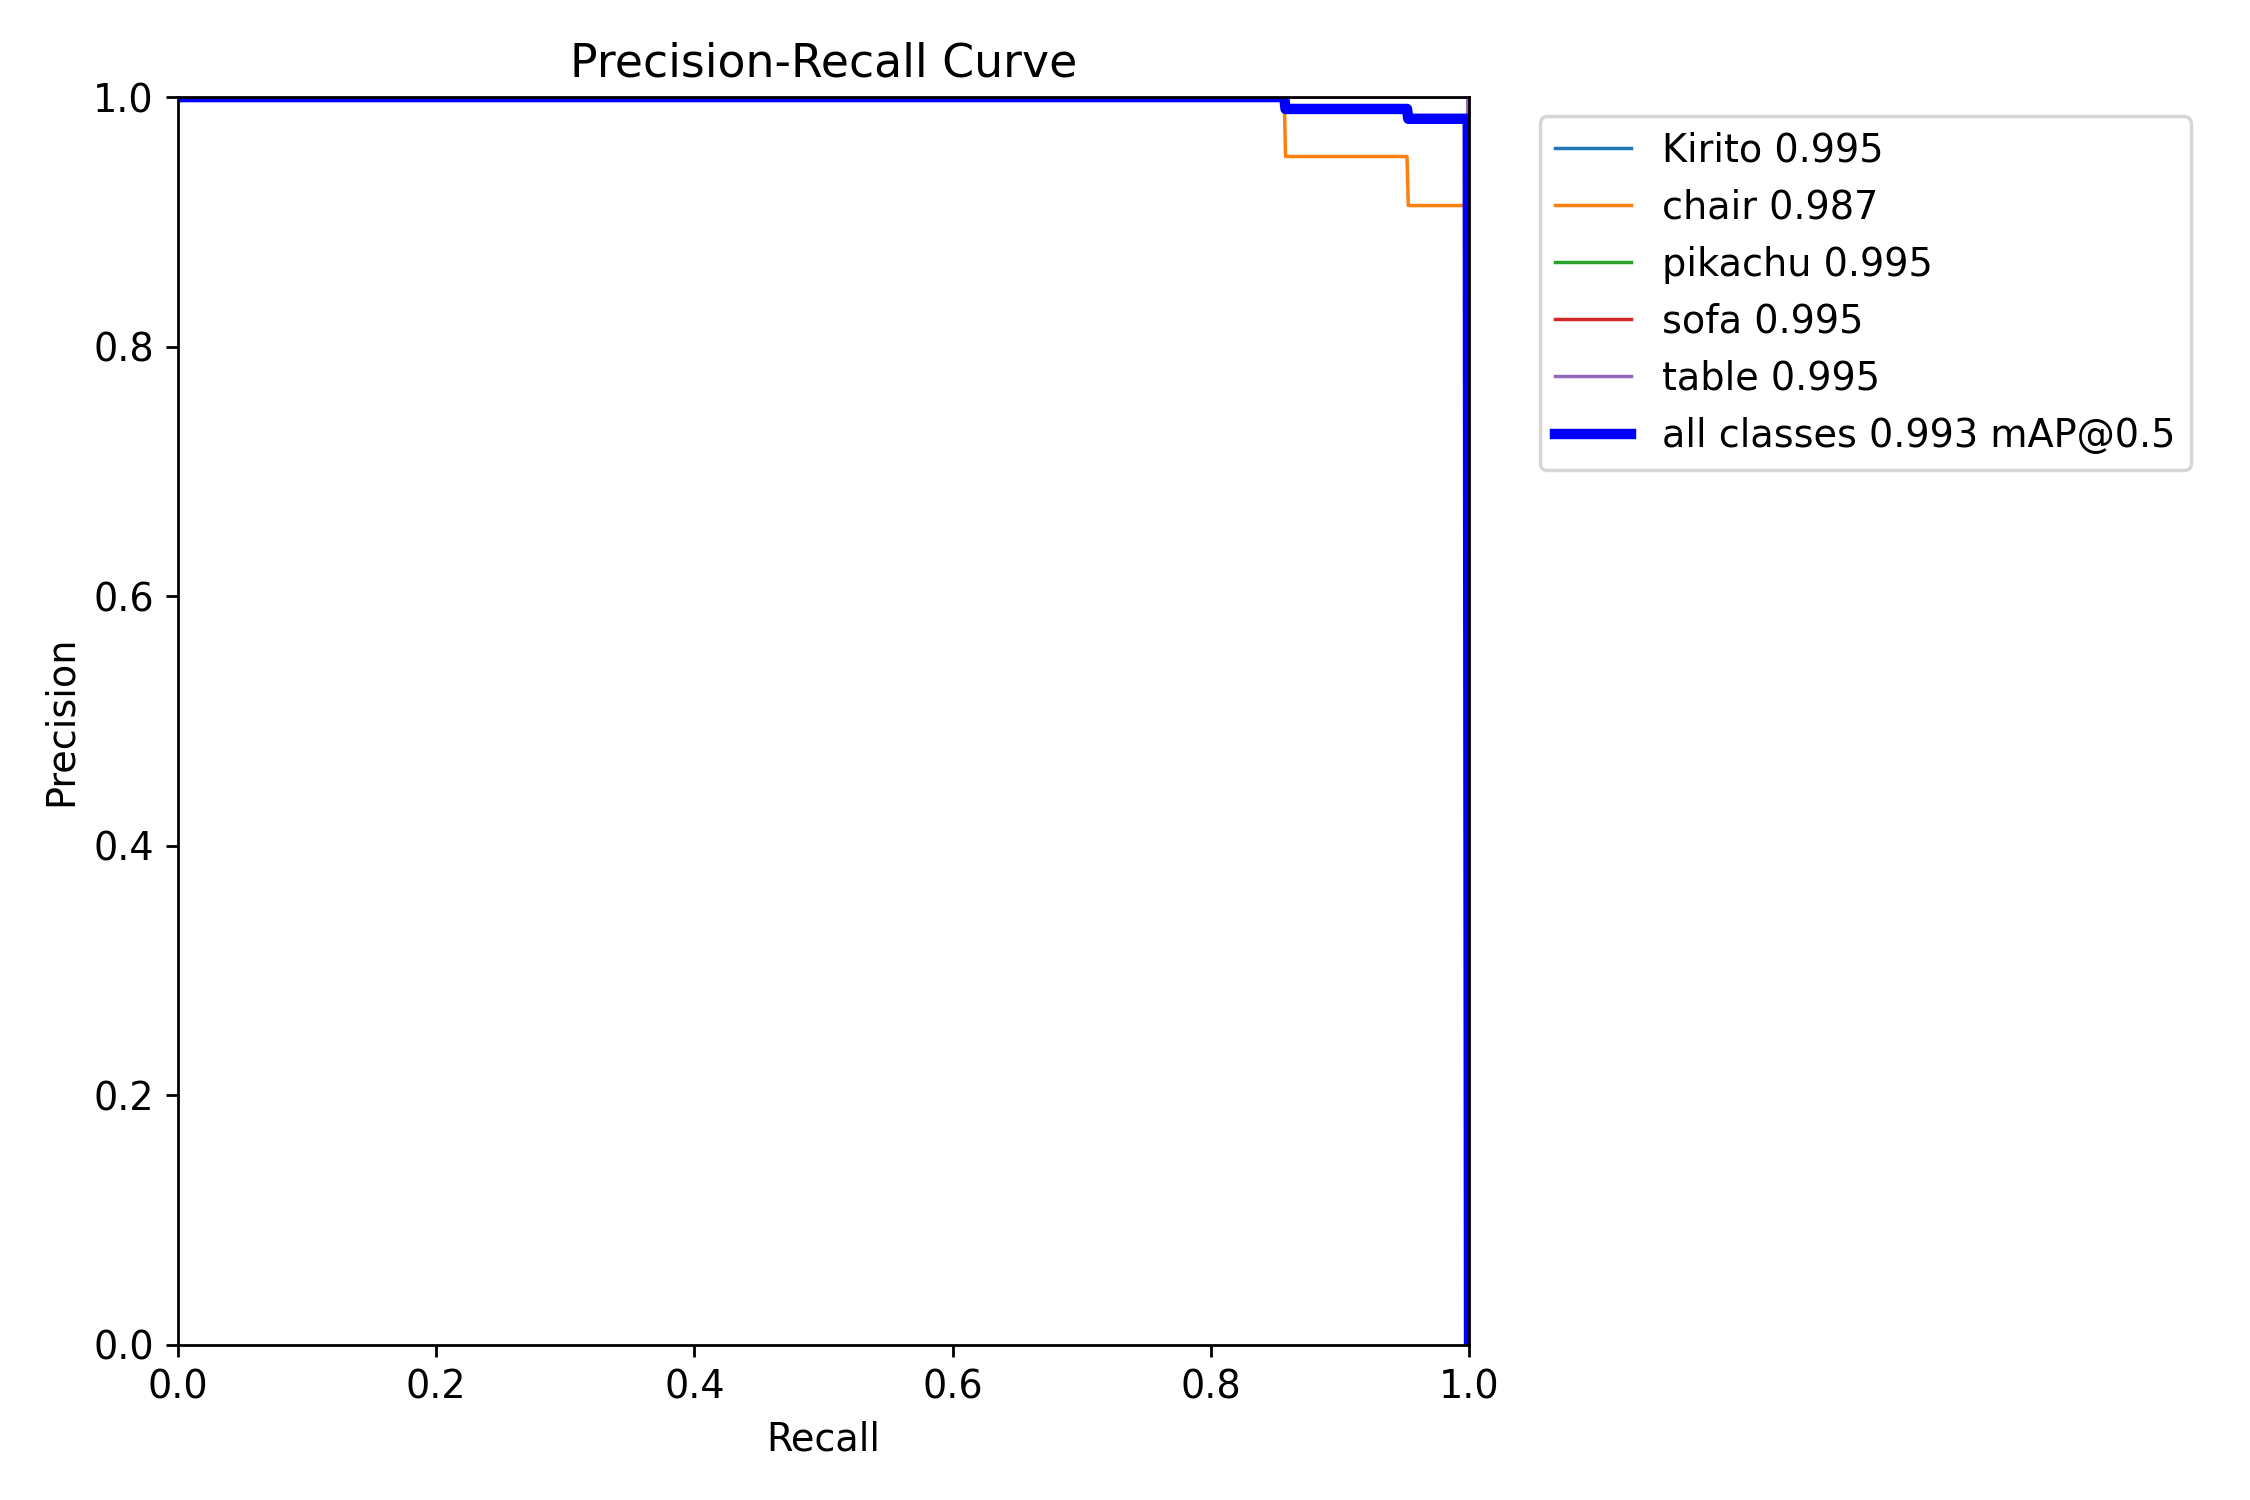 Precision-Recall Curve
1.0
0.8
0.6
0.4
0.2
0.0
Precision
0.0 0.2 0.4 0.6 0.8 1.0
Recall
Kirito 0.995
chair 0.987
pikachu 0.995
sofa 0.995
table 0.995
all classes 0.993 mAP@0.5